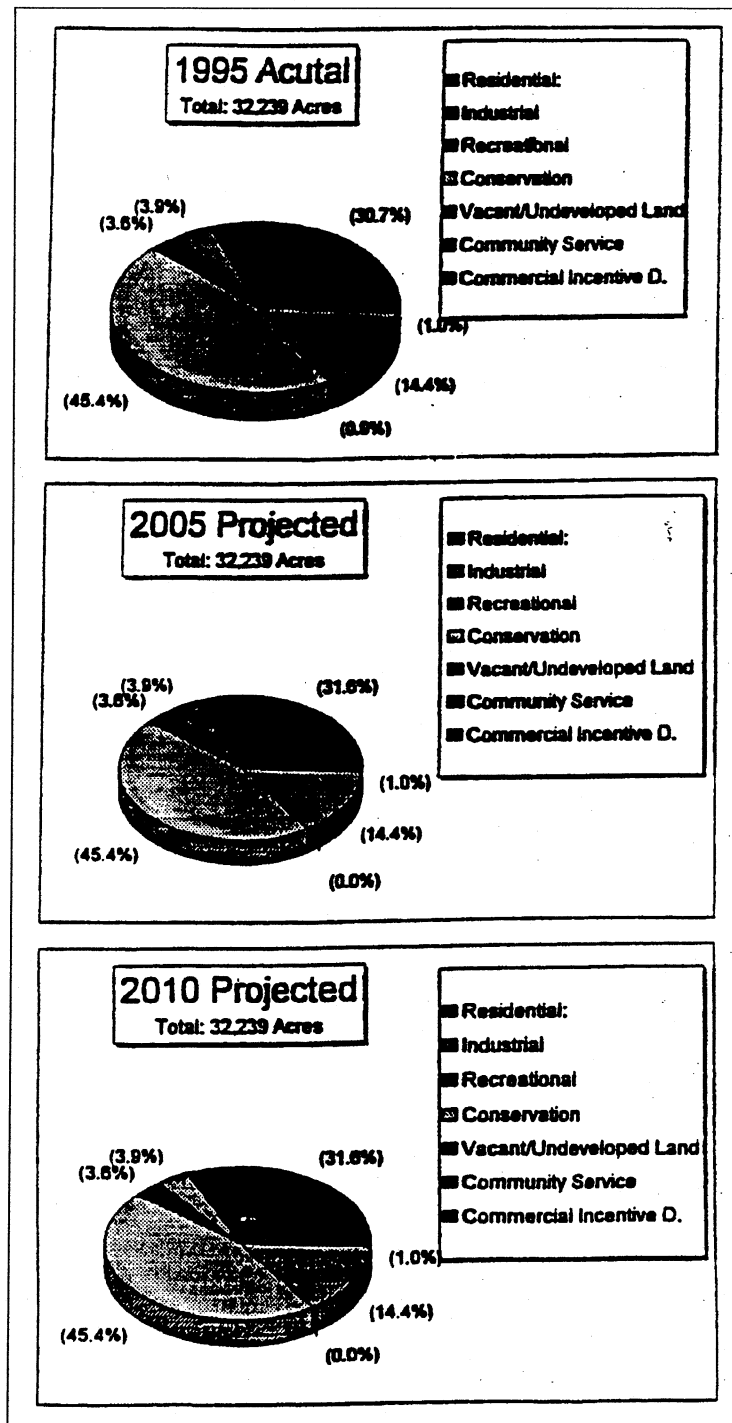 1995 Acutal
Total: 32,239 Acres
Residential:
Industrial
Recreational
Conservation
Vacant/Undeveloped Land
Community Service
Commercial Incentive D.
(3.9%)
(3.6%)
(30.7%)
(1.0%)
(14.4%)
(0.9%)
(45.4%)
2005 Projected
Total: 32,239 Acres
Residential:
Industrial
Recreational
Conservation
Vacant/Undeveloped Land
Community Service
Commercial Incentive D.
(3.9%)
(3.6%)
(31.6%)
(1.0%)
(14.4%)
(0.0%)
(45.4%)
2010 Projected
Total: 32,239 Acres
Residential:
Industrial
Recreational
Conservation
Vacant/Undeveloped Land
Community Service
Commercial Incentive D.
(3.9%)
(3.6%)
(31.6%)
(1.0%)
(14.4%)
(0.0%)
(45.4%)